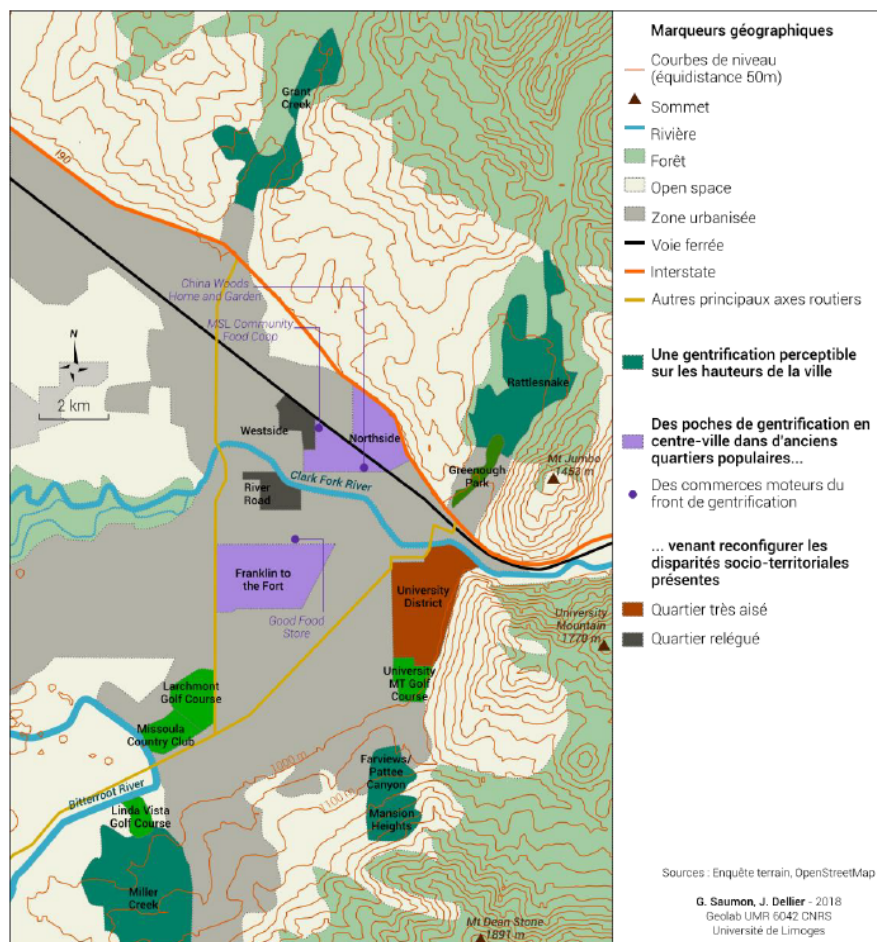 Grant
Creek
190
China Woods
Home and Garden
MSL Community
Food Coop
N
2 km
Rattlesnake
Westside
Northside
Mt Jumbo
1453 m
Greenough
Park
River
Road
Clark Fork River
Franklin to
the Fort
University
District
Good Food
Store
University
Mountain
1770 m
University
MT Golf
Course
Larchmont
Golf Course
Missoula
Country Club
1000 m
Farviews/
Pattee
Canyon
1100 m
Mansion
Heights
Bitterroot River
Linda Vista
Golf Course
Miller
Creek
Mt Dean Stone
1891 m
Marqueurs géographiques
Courbes de niveau
(équidistance 50m)
Sommet
Rivière
Forêt
Open space
Zone urbanisée
Voie ferrée
Interstate
Autres principaux axes routiers
Une gentrification perceptible
sur les hauteurs de la ville
Des poches de gentrification en
centre-ville dans d'anciens
quartiers populaires...
Des commerces moteurs du
front de gentrification
... venant reconfigurer les
disparités socio-territoriales
présentes
Quartier très aisé
Quartier relégué
Sources : Enquête terrain, OpenStreetMap
G. Saumon, J. Dellier - 2018
Geolab UMR 6042 CNRS
Université de Limoges